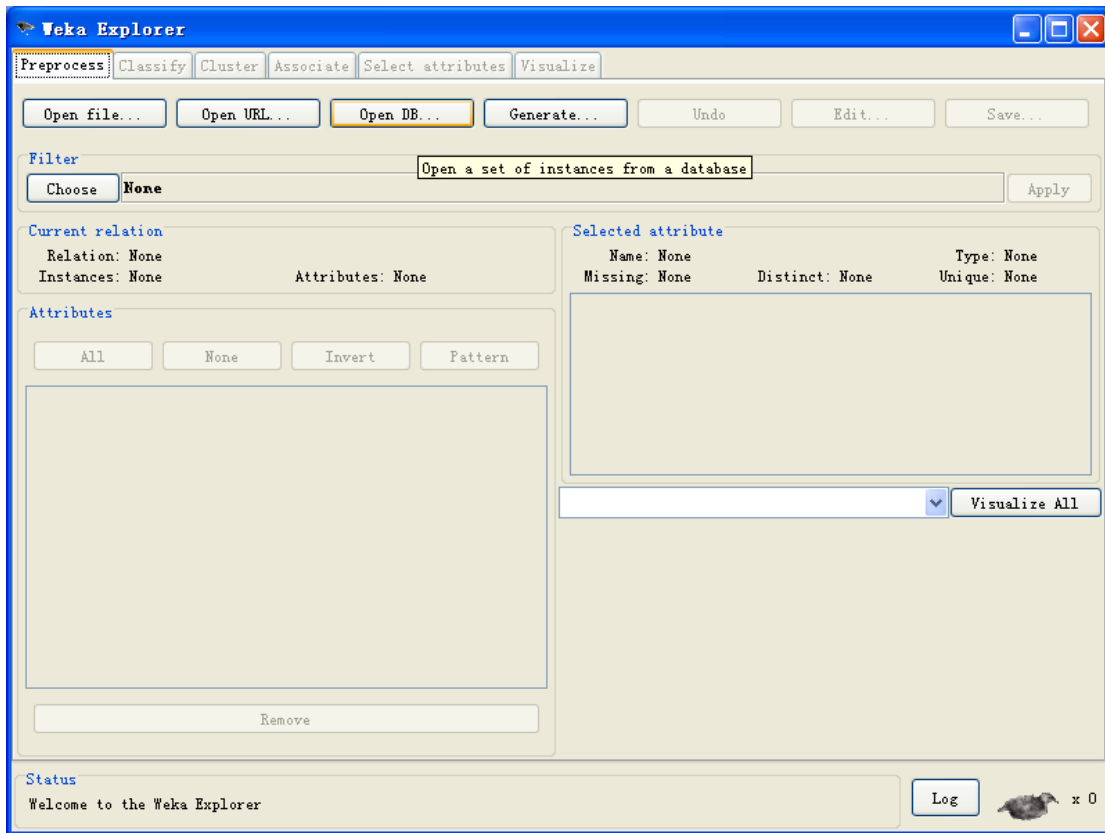 Weka Explorer
Preprocess Classify Cluster Associate Select attributes Visualize
Open file... Open URL... Open DB... Generate... Undo Edit... Save...
Filter
Open a set of instances from a database
Choose None Apply
Current relation
Relation: None
Instances: None Attributes: None
Selected attribute
Name: None Type: None
Missing: None Distinct: None Unique: None
Attributes
All None Invert Pattern
Visualize All
Remove
Status
Welcome to the Weka Explorer
Log x 0